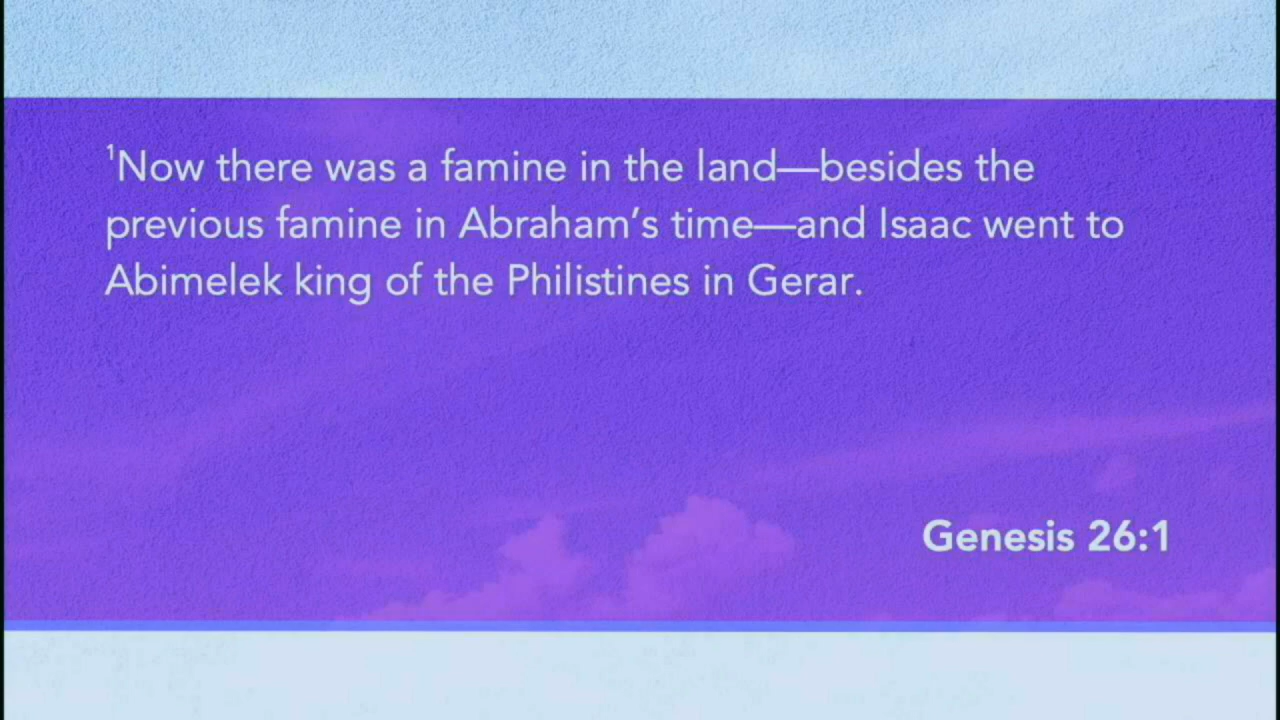 ¹Now there was a famine in the land—besides the
previous famine in Abraham’s time—and Isaac went to
Abimelek king of the Philistines in Gerar.
Genesis 26:1